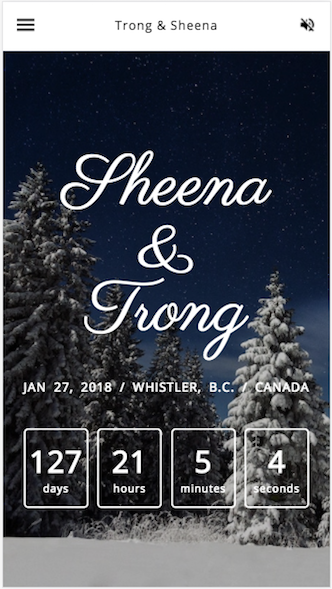 Trong & Sheena
Sheena
&
Trong
JAN 27, 2018 / WHISTLER, B.C. / CANADA
127 21 5 4
days hours minutes seconds